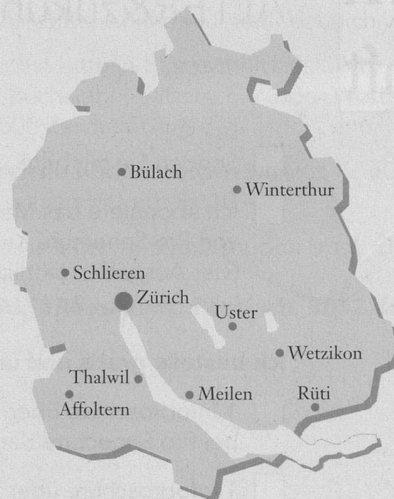 Bülach
Winterthur
Schlieren
Zürich
Uster
Wetzikon
Thalwil
Meilen
Rüti
Affoltern